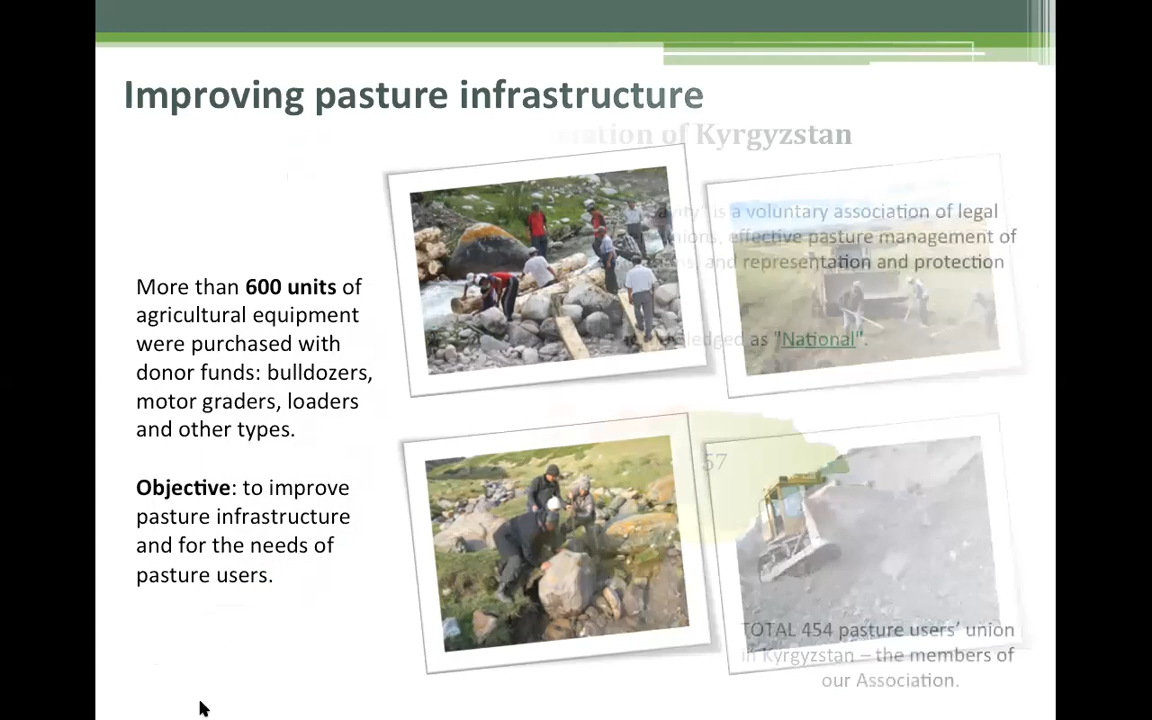 Improving pasture infrastructure
of Kyrgyzstan
is a voluntary association of legal
effective pasture management of
and representation and protection
as "National".
More than 600 units of
agricultural equipment
were purchased with
donor funds: bulldozers,
motor graders, loaders
and other types.
57
Objective: to improve
pasture infrastructure
and for the needs of
pasture users.
TOTAL 454 pasture users' union
in Kyrgyzstan – the members of
our Association.